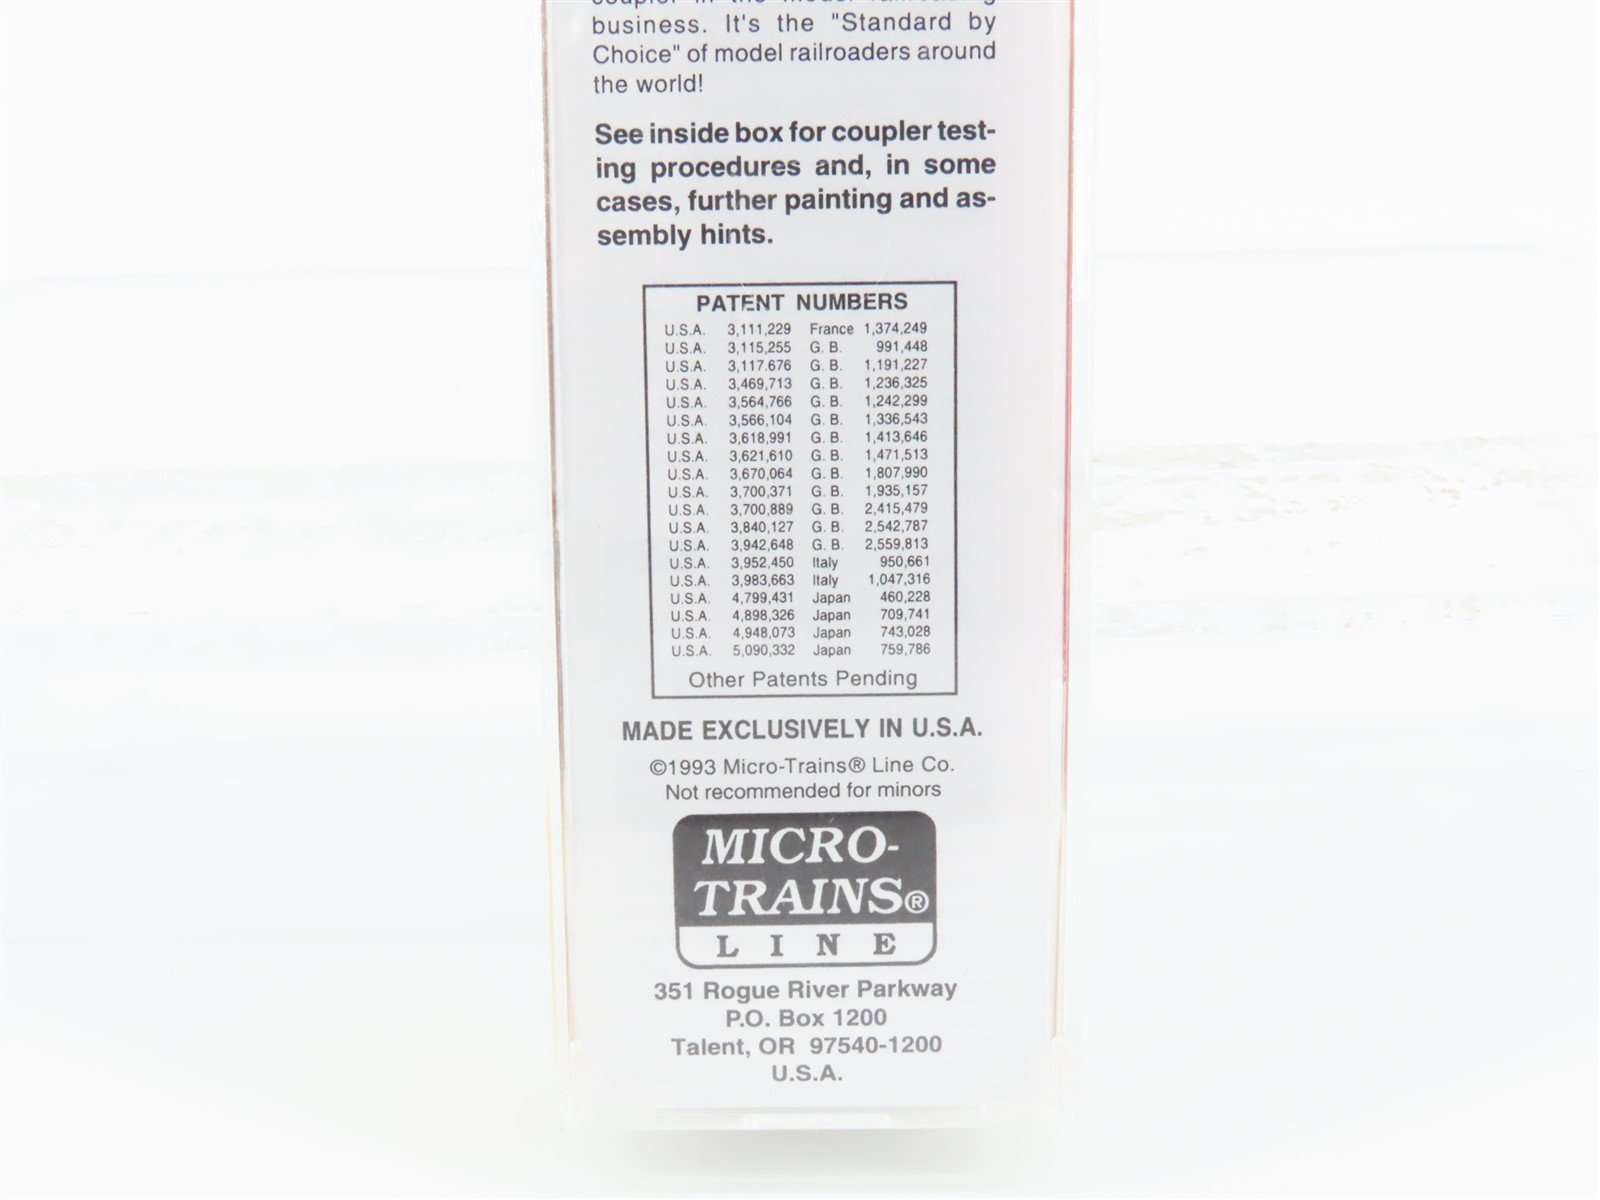 coupler in the model railroading
business. It's the "Standard by
Choice" of model railroaders around
the world!
See inside box for coupler test-
ing procedures and, in some
cases, further painting and as-
sembly hints.
PATENT NUMBERS
U.S.A. 3,111,229 France 1,374,249
U.S.A. 3,115,255 G. B. 991,448
U.S.A. 3,117.676 G. B. 1,191,227
U.S.A. 3,469,713 G. B. 1,236,325
U.S.A. 3,564,766 G. B. 1,242,299
U.S.A. 3,566,104 G. B. 1,336,543
U.S.A. 3,618,991 G. B. 1,413,646
U.S.A. 3,621,610 G. B. 1,471,513
U.S.A. 3,670,064 G. B. 1,807,990
U.S.A. 3,700,371 G. B. 1,935,157
U.S.A. 3,700,889 G. B. 2,415,479
U.S.A. 3,840,127 G. B. 2,542,787
U.S.A. 3,942,648 G. B. 2,559,813
U.S.A. 3,952,450 Italy 950,661
U.S.A. 3,983,663 Italy 1,047,316
U.S.A. 4,799,431 Japan 460,228
U.S.A. 4,898,326 Japan 709,741
U.S.A. 4,948,073 Japan 743,028
U.S.A. 5,090,332 Japan 759,786
Other Patents Pending
MADE EXCLUSIVELY IN U.S.A.
©1993 Micro-Trains® Line Co.
Not recommended for minors
MICRO-
TRAINS®
LINE
351 Rogue River Parkway
P.O. Box 1200
Talent, OR 97540-1200
U.S.A.